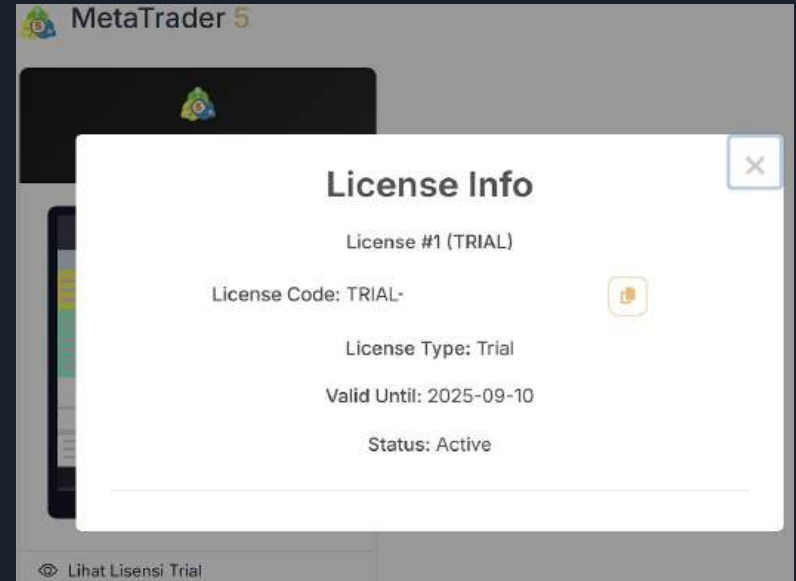 MetaTrader 5
License Info
License #1 (TRIAL)
License Code: TRIAL-
License Type: Trial
Valid Until: 2025-09-10
Status: Active
Lihat Lisensi Trial